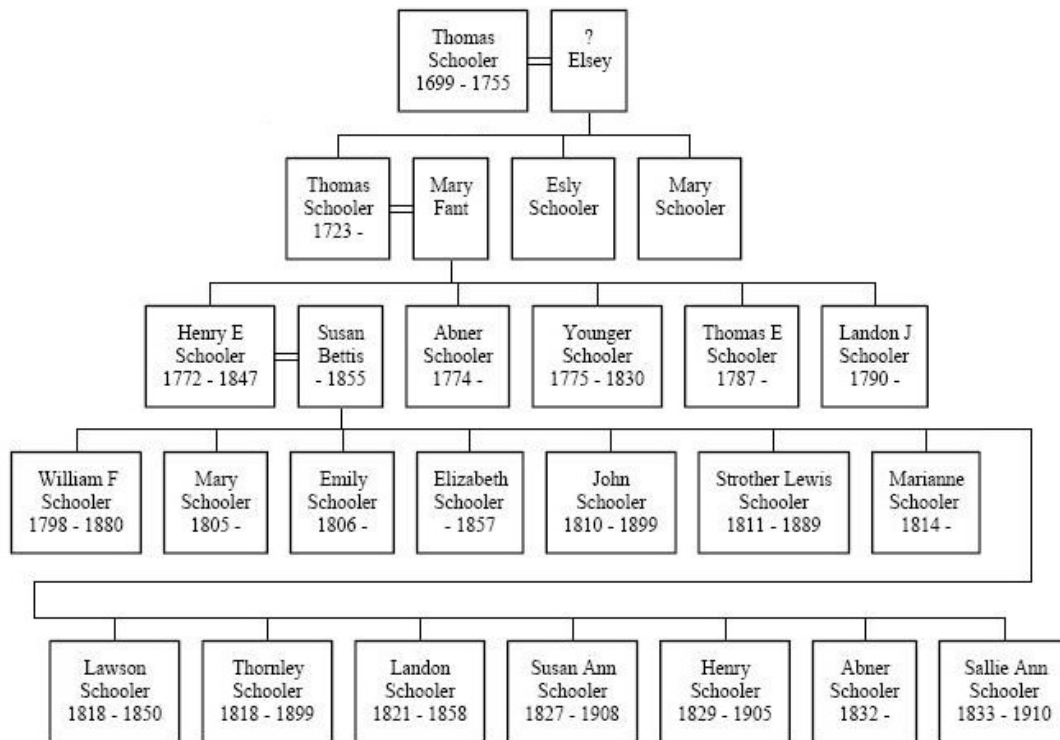 Thomas
Schooler
1699 - 1755
?
Elsey
Thomas
Schooler
1723 -
Mary
Fant
Esly
Schooler
Mary
Schooler
Henry E
Schooler
1772 - 1847
Susan
Bettis
- 1855
Abner
Schooler
1774 -
Younger
Schooler
1775 - 1830
Thomas E
Schooler
1787 -
Landon J
Schooler
1790 -
William F
Schooler
1798 - 1880
Mary
Schooler
1805 -
Emily
Schooler
1806 -
Elizabeth
Schooler
- 1857
John
Schooler
1810 - 1899
Strother Lewis
Schooler
1811 - 1889
Marianne
Schooler
1814 -
Lawson
Schooler
1818 - 1850
Thornley
Schooler
1818 - 1899
Landon
Schooler
1821 - 1858
Susan Ann
Schooler
1827 - 1908
Henry
Schooler
1829 - 1905
Abner
Schooler
1832 -
Sallie Ann
Schooler
1833 - 1910